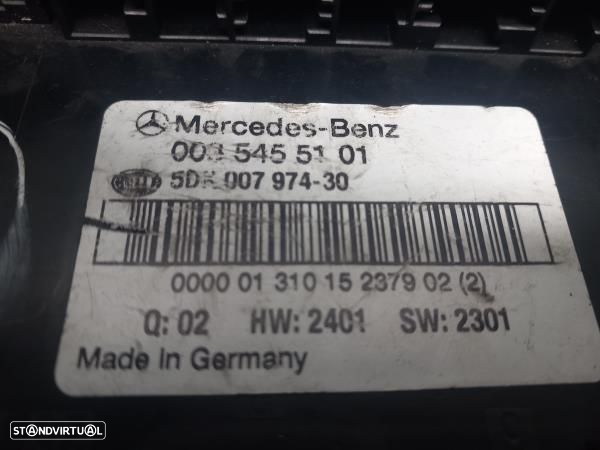 Mercedes-Benz
003 545 51 01
HELLA 5DK 007 974-30
0000 01 310 15 2379 02 (2)
Q: 02 HW: 2401 SW: 2301
Made in Germany
STANDVIRTUAL